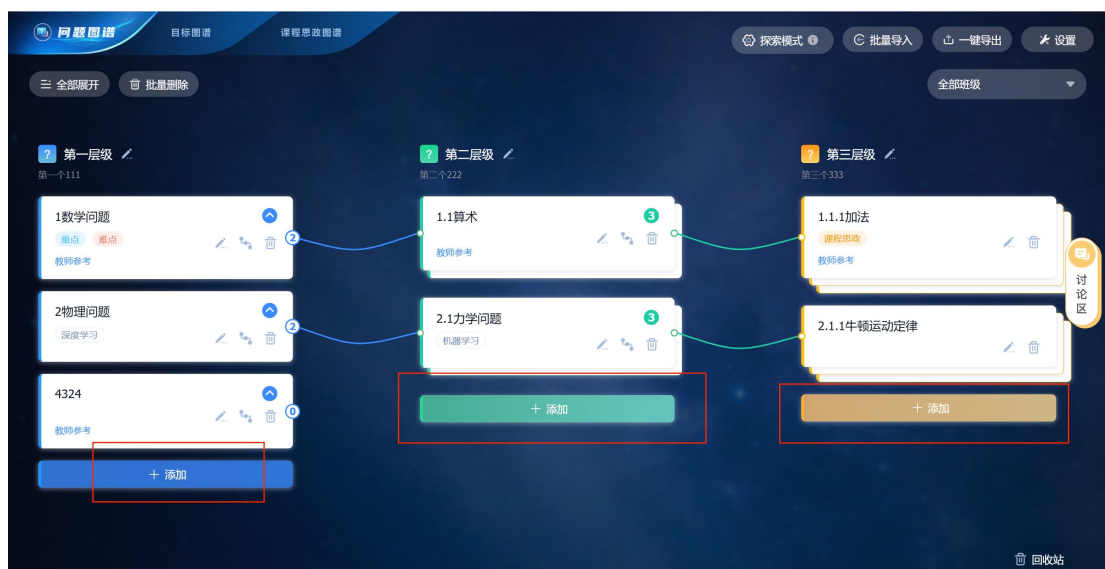 问题图谱
目标图谱
课程思政图谱
探索模式
批量导入
一键导出
设置
全部展开
批量删除
全部班级
? 第一层级
第一个111
? 第二层级
第二个222
? 第三层级
第三个333
1数学问题
重点 难点
教师参考
2
1.1算术
3
教师参考
1.1.1加法
课程思政
教师参考
讨论区
2物理问题
深度学习
2
2.1力学问题
3
机器学习
2.1.1牛顿运动定律
4324
教师参考
0
+ 添加
+ 添加
+ 添加
回收站